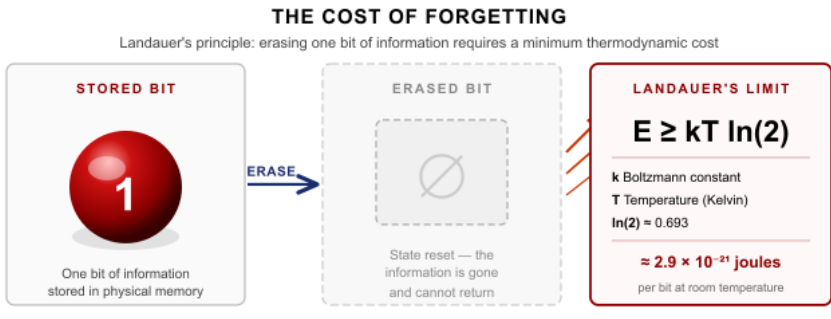 THE COST OF FORGETTING
Landauer's principle: erasing one bit of information requires a minimum thermodynamic cost
STORED BIT
1
One bit of information
stored in physical memory
ERASE
ERASED BIT
∅
State reset — the
information is gone
and cannot return
LANDAUER'S LIMIT
E ≥ kT ln(2)
k Boltzmann constant
T Temperature (Kelvin)
ln(2) ≈ 0.693
≈ 2.9 × 10⁻²¹ joules
per bit at room temperature